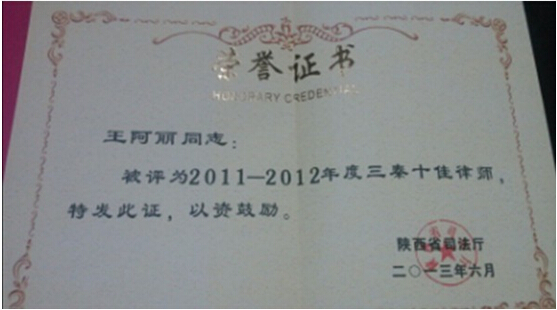 荣誉证书
HONORARY CREDENTIAL
王阿丽同志：
被评为2011—2012年度三秦十佳律师，
特发此证，以资鼓励。
陕西省司法厅
二〇一三年六月